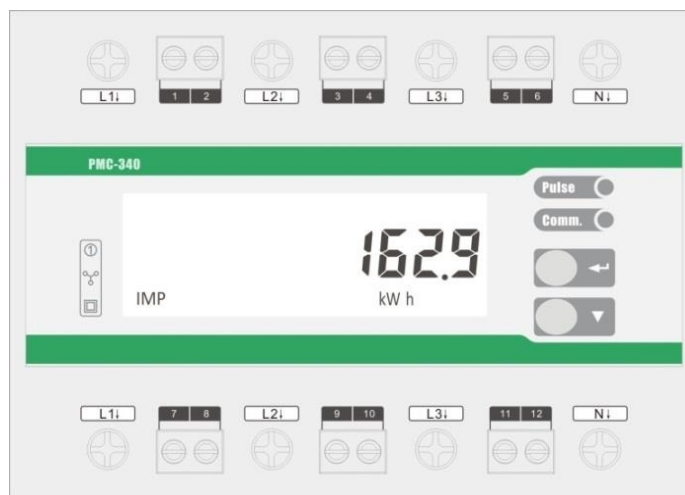 L1↓ 1 2 L2↓ 3 4 L3↓ 5 6 N↓
PMC-340
Pulse
Comm.
①
162.9
IMP kW h
L1↓ 7 8 L2↓ 9 10 L3↓ 11 12 N↓